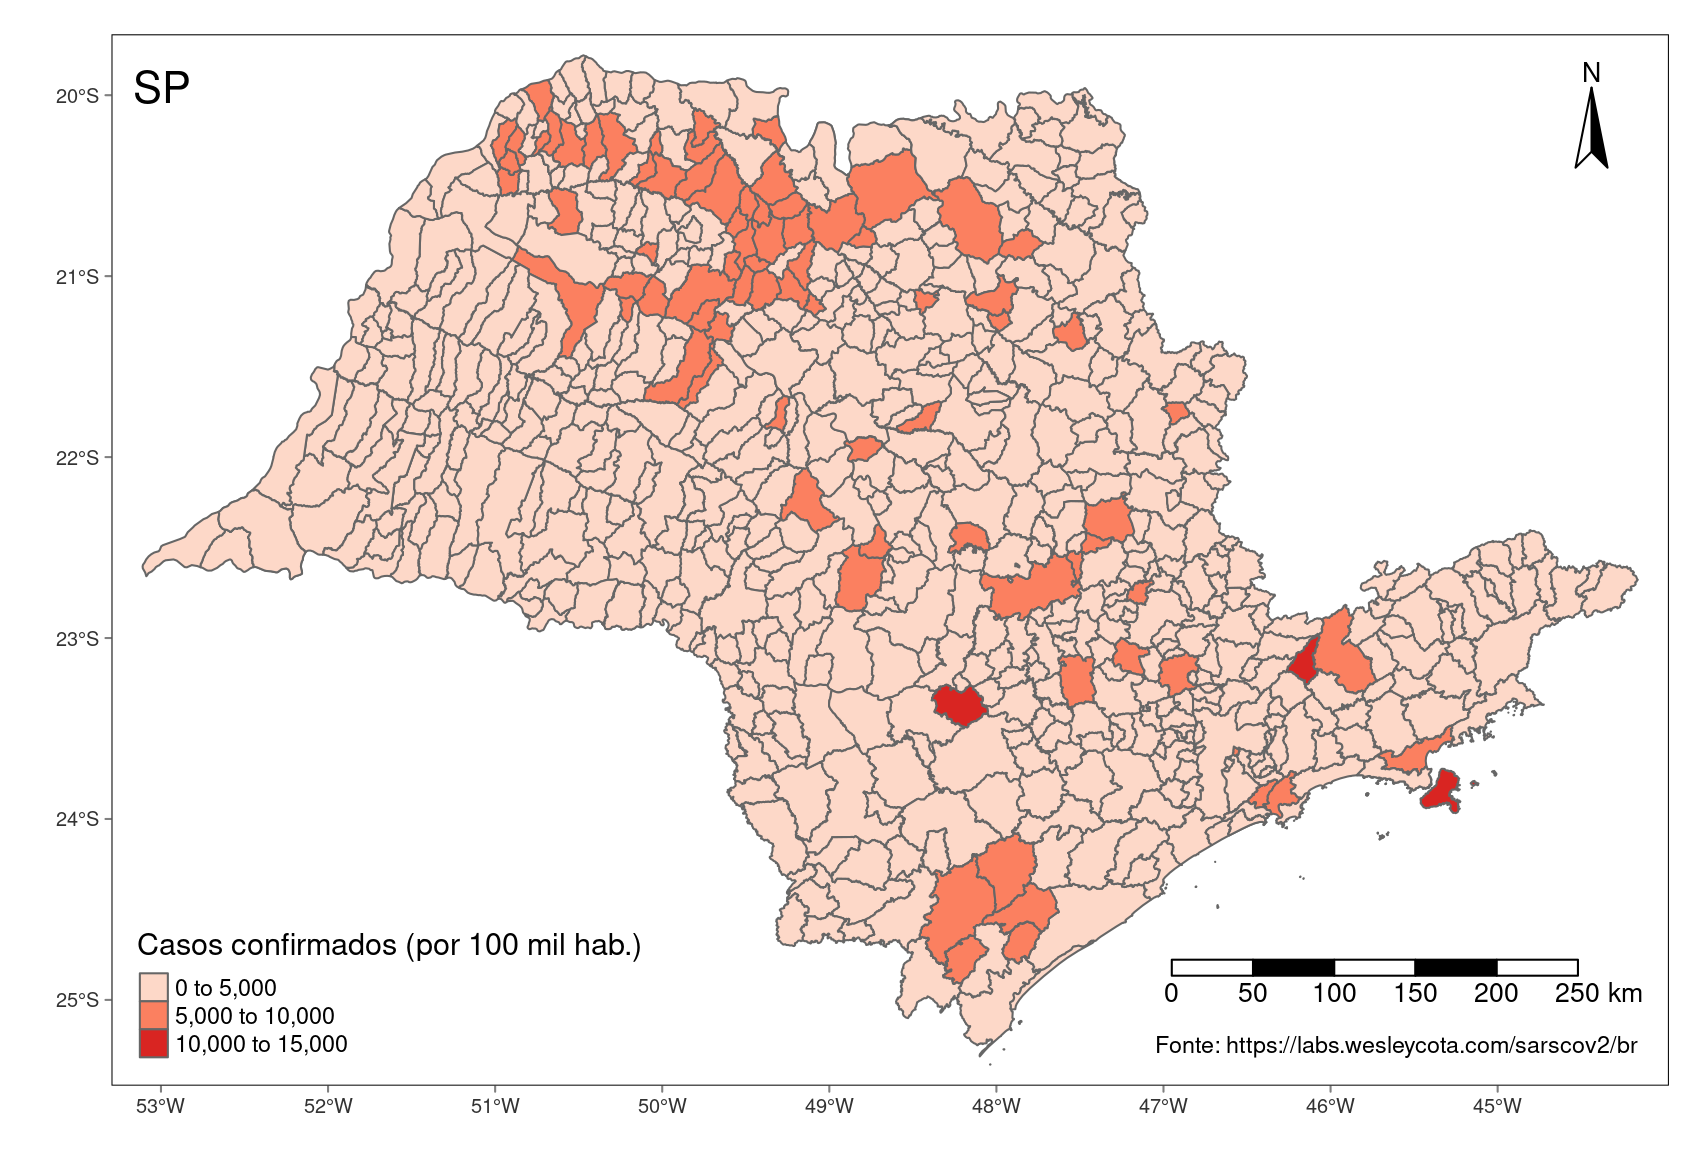 SP
N
20°S
21°S
22°S
23°S
24°S
25°S
Casos confirmados (por 100 mil hab.)
0 to 5,000
5,000 to 10,000
10,000 to 15,000
0 50 100 150 200 250 km
Fonte: https://labs.wesleycota.com/sarscov2/br
53°W 52°W 51°W 50°W 49°W 48°W 47°W 46°W 45°W